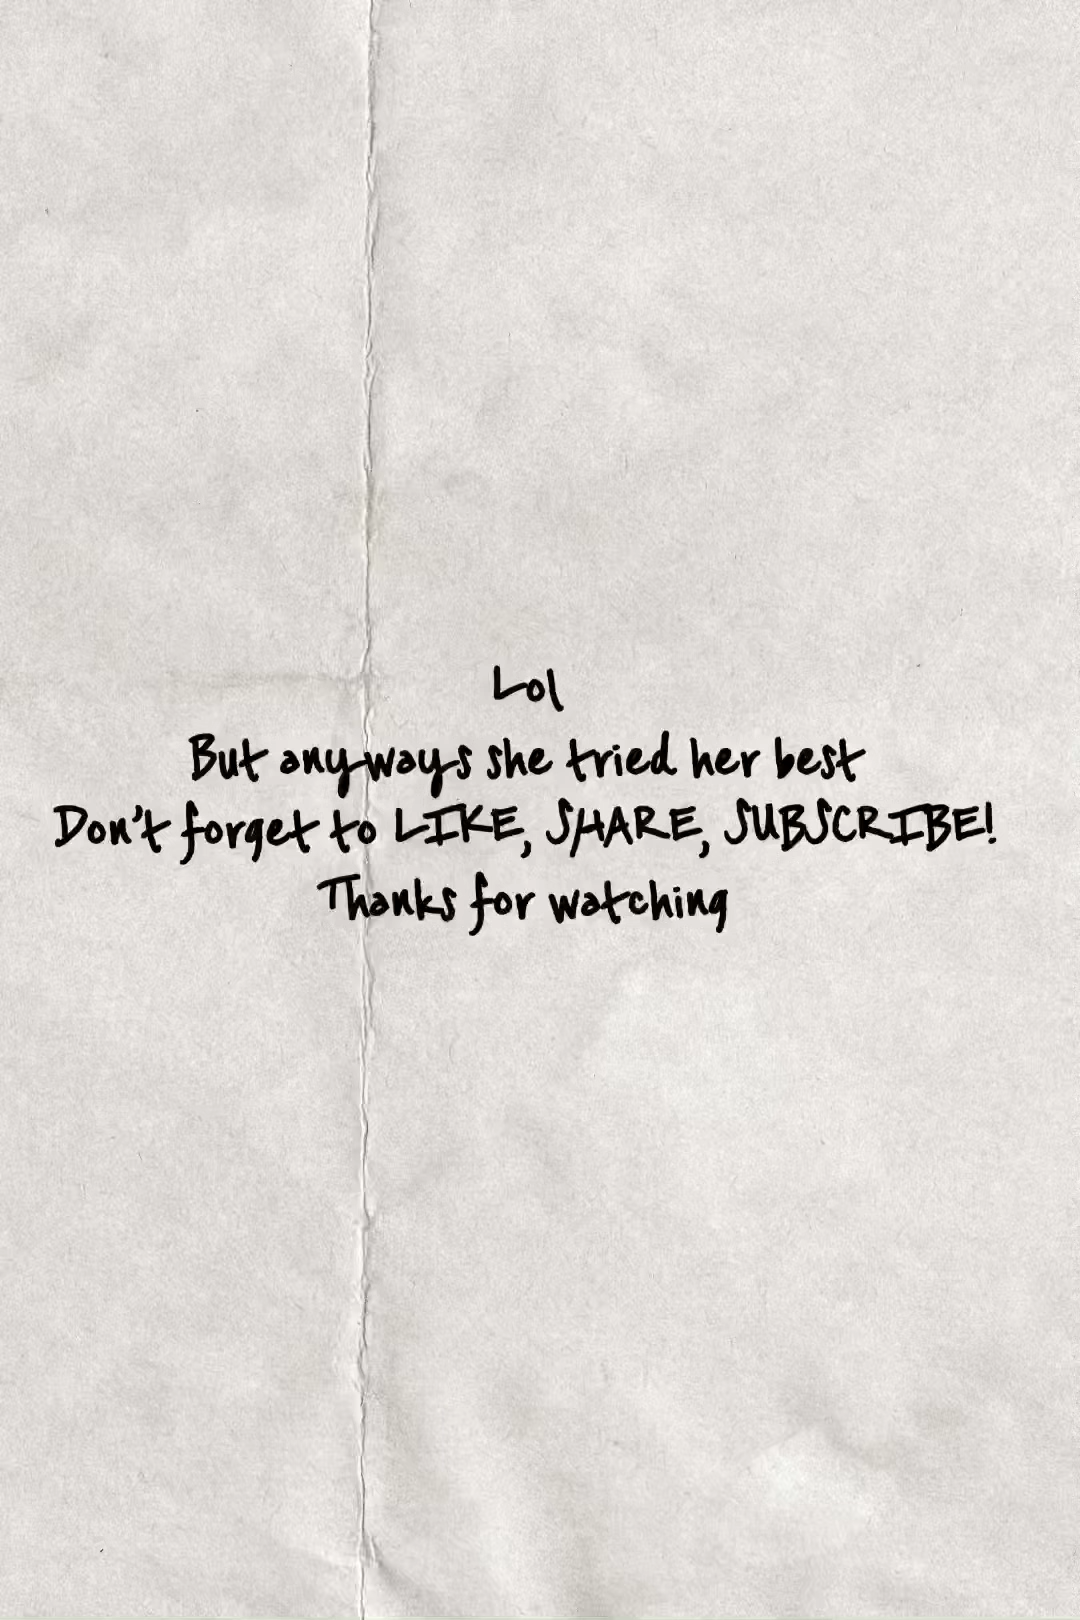 Lol
But anyways she tried her best
Don't forget to LIKE, SHARE, SUBSCRIBE!
Thanks for watching